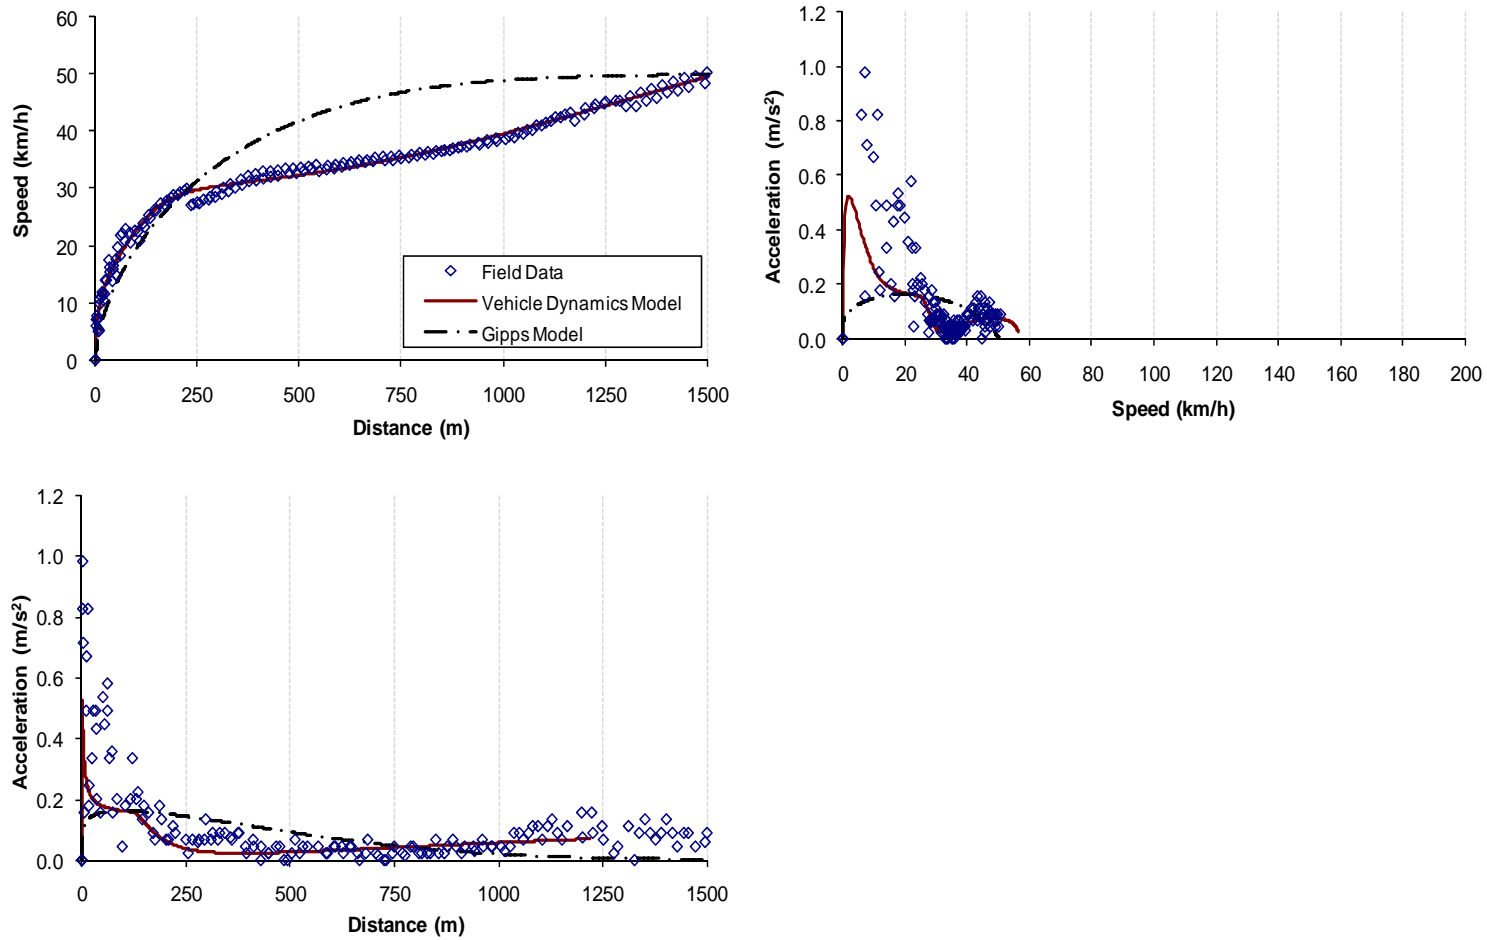 60
50
40
30
20
10
0
Speed (km/h)
Field Data
Vehicle Dynamics Model
Gipps Model
0 250 500 750 1000 1250 1500
Distance (m)
1.2
1.0
0.8
0.6
0.4
0.2
0.0
Acceleration (m/s²)
0 20 40 60 80 100 120 140 160 180 200
Speed (km/h)
1.2
1.0
0.8
0.6
0.4
0.2
0.0
Acceleration (m/s²)
0 250 500 750 1000 1250 1500
Distance (m)